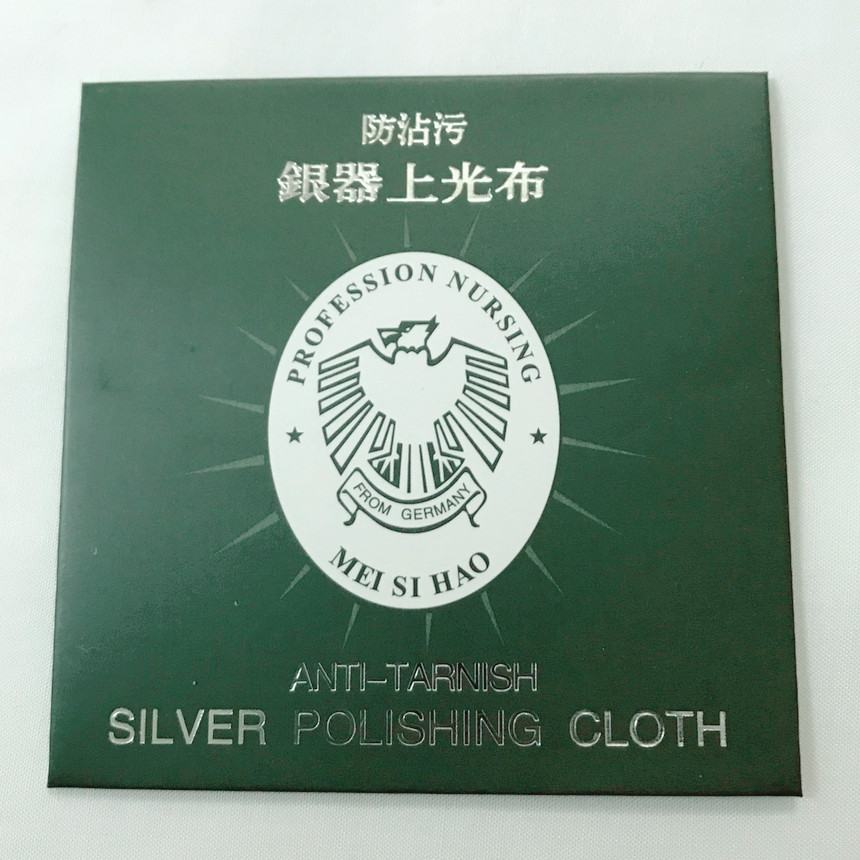 防沾污
銀器上光布
PROFESSION NURSING
FROM GERMANY
MEI SI HAO
ANTI-TARNISH
SILVER POLISHING CLOTH